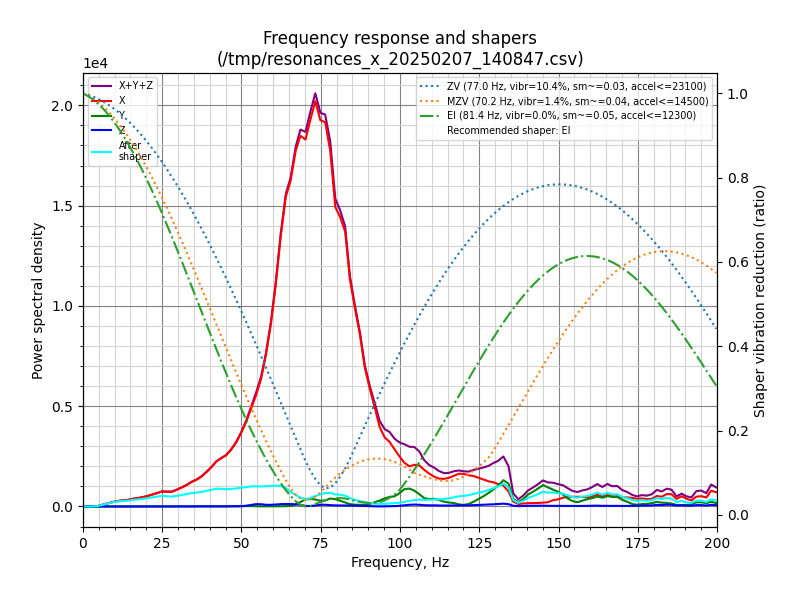 Frequency response and shapers
(/tmp/resonances_x_20250207_140847.csv)
1e4
X+Y+Z
X
Y
Z
After
shaper
ZV (77.0 Hz, vibr=10.4%, sm~=0.03, accel<=23100)
MZV (70.2 Hz, vibr=1.4%, sm~=0.04, accel<=14500)
EI (81.4 Hz, vibr=0.0%, sm~=0.05, accel<=12300)
Recommended shaper: EI
Power spectral density
2.0
1.5
1.0
0.5
0.0
1.0
0.8
0.6
0.4
0.2
0.0
Shaper vibration reduction (ratio)
0 25 50 75 100 125 150 175 200
Frequency, Hz